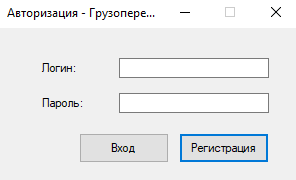 Авторизация - Грузопере...
Логин:
Пароль:
Вход Регистрация